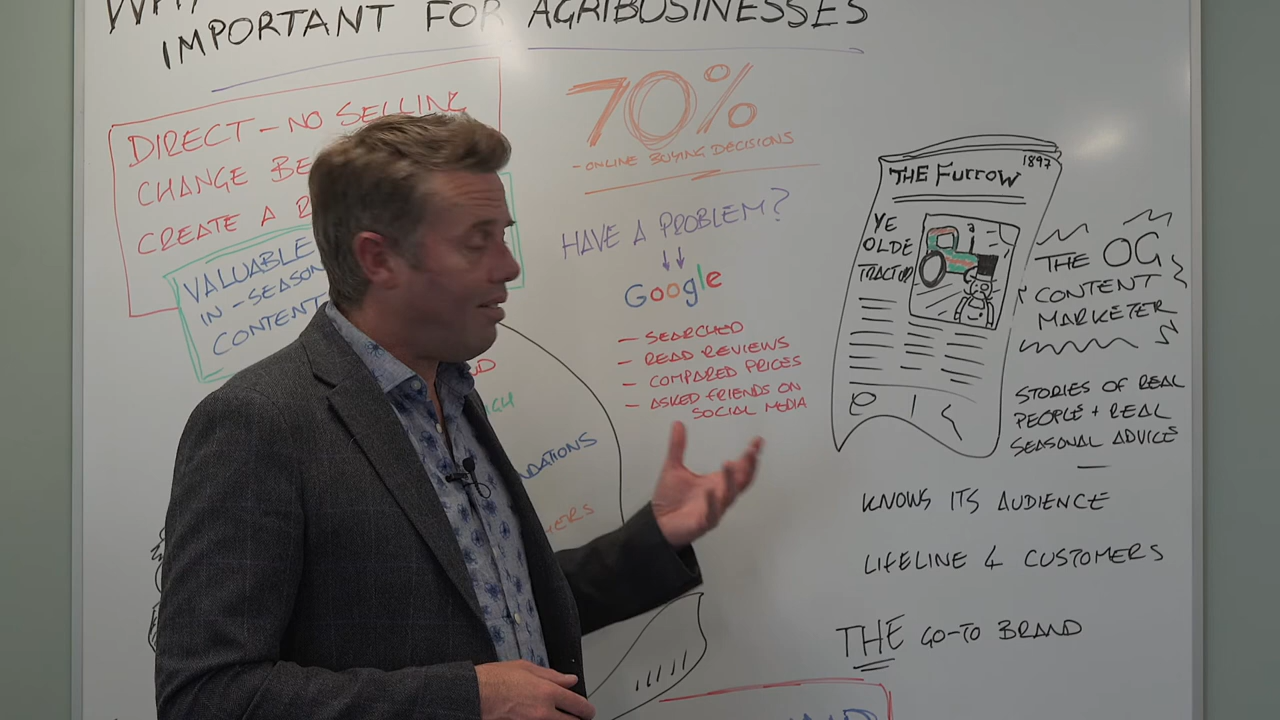 IMPORTANT FOR AGRIBUSINESSES
DIRECT - NO SELLING
CHANGE
CREATE A
VALUABLE
IN-SEASON
CONTENT
70%
- ONLINE BUYING DECISIONS
HAVE A PROBLEM?
Google
- SEARCHED
- READ REVIEWS
- COMPARED PRICES
- ASKED FRIENDS ON
SOCIAL MEDIA
THE Furrow
1897
YE
OLDE
TRACTOR
THE OG
CONTENT
MARKETER
STORIES OF REAL
PEOPLE + REAL
SEASONAL ADVICE
KNOWS ITS AUDIENCE
LIFELINE 4 CUSTOMERS
THE GO-TO BRAND